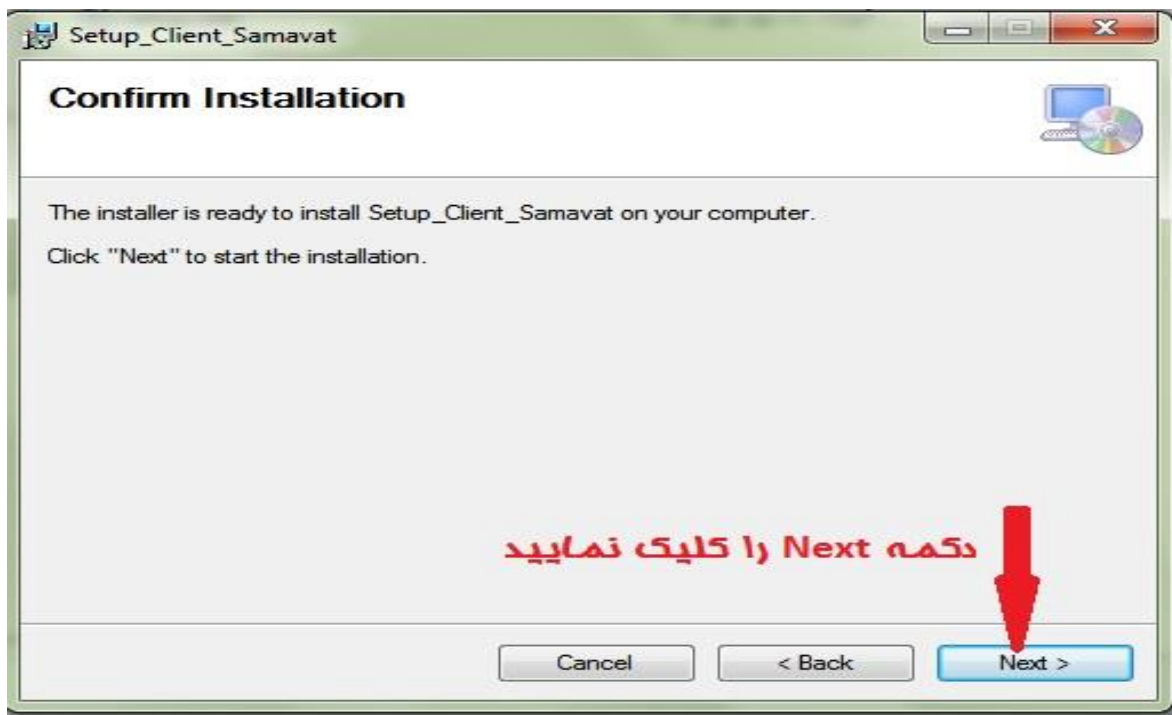 Setup_Client_Samavat
Confirm Installation
The installer is ready to install Setup_Client_Samavat on your computer.
Click "Next" to start the installation.
دکمه Next را کلیک نمایید
Cancel
< Back
Next >